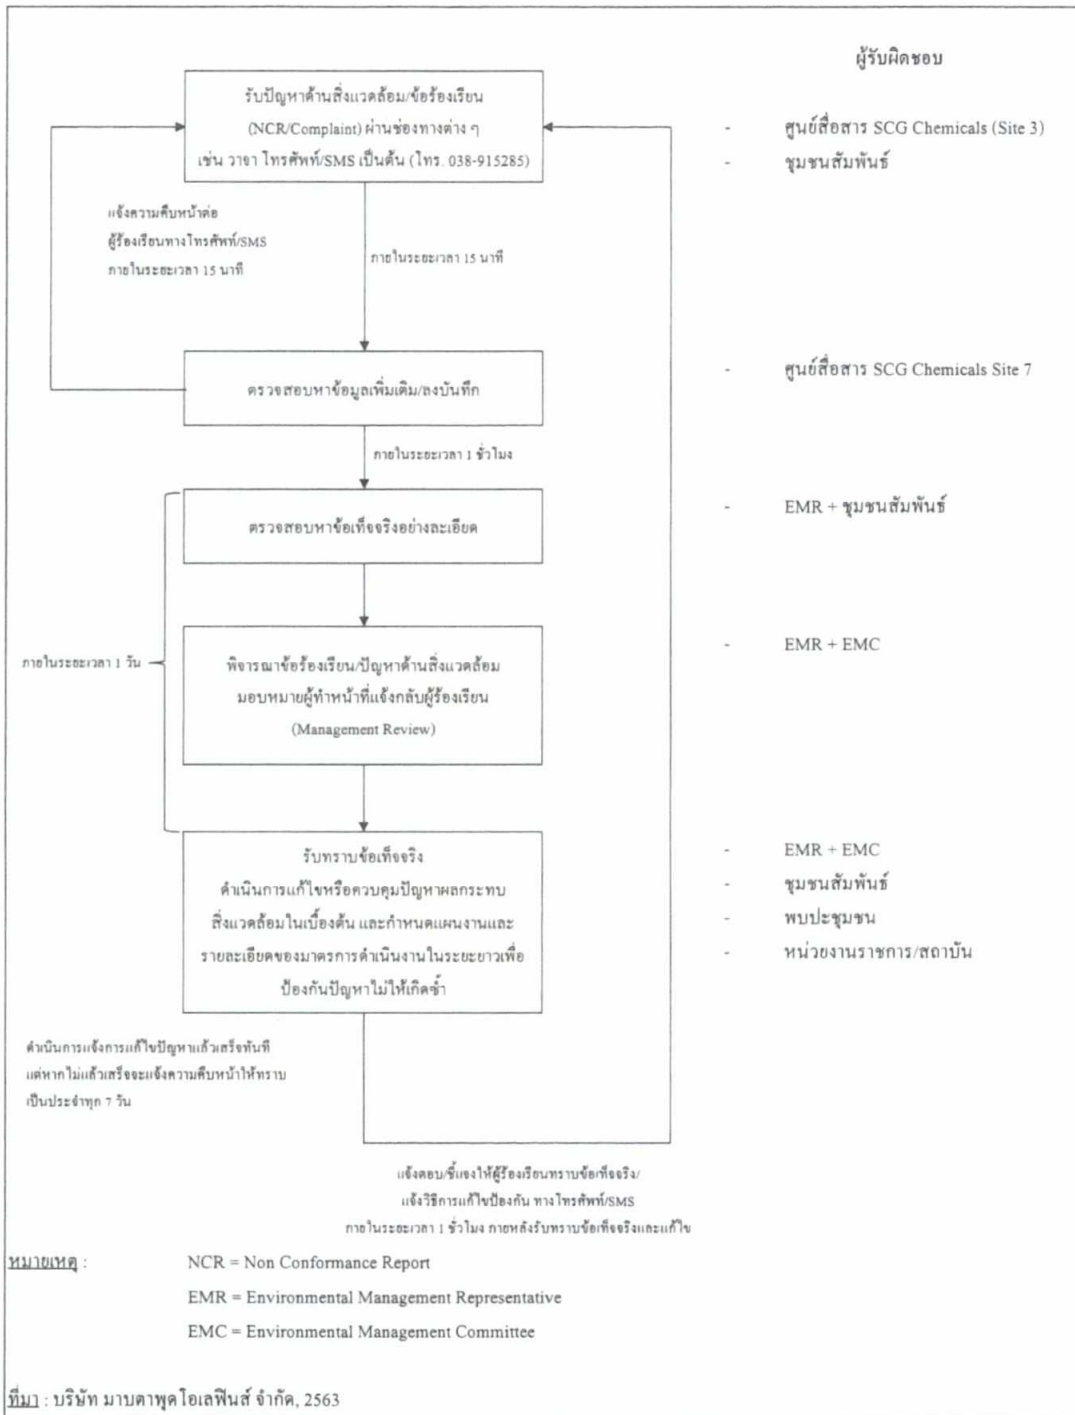 ผู้รับผิดชอบ
รับปัญหาด้านสิ่งแวดล้อม/ข้อร้องเรียน
(NCR/Complaint) ผ่านช่องทางต่าง ๆ
เช่น วาจา โทรศัพท์/SMS เป็นต้น (โทร. 038-915285)
- ศูนย์สื่อสาร SCG Chemicals (Site 3)
- ชุมชนสัมพันธ์
แจ้งความคืบหน้าต่อ
ผู้ร้องเรียนทางโทรศัพท์/SMS
ภายในระยะเวลา 15 นาที
ภายในระยะเวลา 15 นาที
ตรวจสอบหาข้อมูลเพิ่มเติม/ลงบันทึก
- ศูนย์สื่อสาร SCG Chemicals Site 7
ภายในระยะเวลา 1 ชั่วโมง
ตรวจสอบหาข้อเท็จจริงอย่างละเอียด
- EMR + ชุมชนสัมพันธ์
ภายในระยะเวลา 1 วัน
พิจารณาข้อร้องเรียน/ปัญหาด้านสิ่งแวดล้อม
มอบหมายผู้ทำหน้าที่แจ้งกลับผู้ร้องเรียน
(Management Review)
- EMR + EMC
รับทราบข้อเท็จจริง
ดำเนินการแก้ไขหรือควบคุมปัญหาผลกระทบ
สิ่งแวดล้อมในเบื้องต้น และกำหนดแผนงานและ
รายละเอียดของมาตรการดำเนินงานในระยะยาวเพื่อ
ป้องกันปัญหาไม่ให้เกิดซ้ำ
- EMR + EMC
- ชุมชนสัมพันธ์
- พบปะชุมชน
- หน่วยงานราชการ/สถาบัน
ดำเนินการแจ้งการแก้ไขปัญหาแล้วเสร็จทันที
แต่หากไม่แล้วเสร็จจะแจ้งความคืบหน้าให้ทราบ
เป็นประจำทุก 7 วัน
แจ้งตอบ/ชี้แจงให้ผู้ร้องเรียนทราบข้อเท็จจริง/
แจ้งวิธีการแก้ไขป้องกัน ทางโทรศัพท์/SMS
ภายในระยะเวลา 1 ชั่วโมง ภายหลังรับทราบข้อเท็จจริงและแก้ไข
หมายเหตุ : NCR = Non Conformance Report
EMR = Environmental Management Representative
EMC = Environmental Management Committee
ที่มา : บริษัท มาบตาพุดโอเลฟินส์ จำกัด, 2563